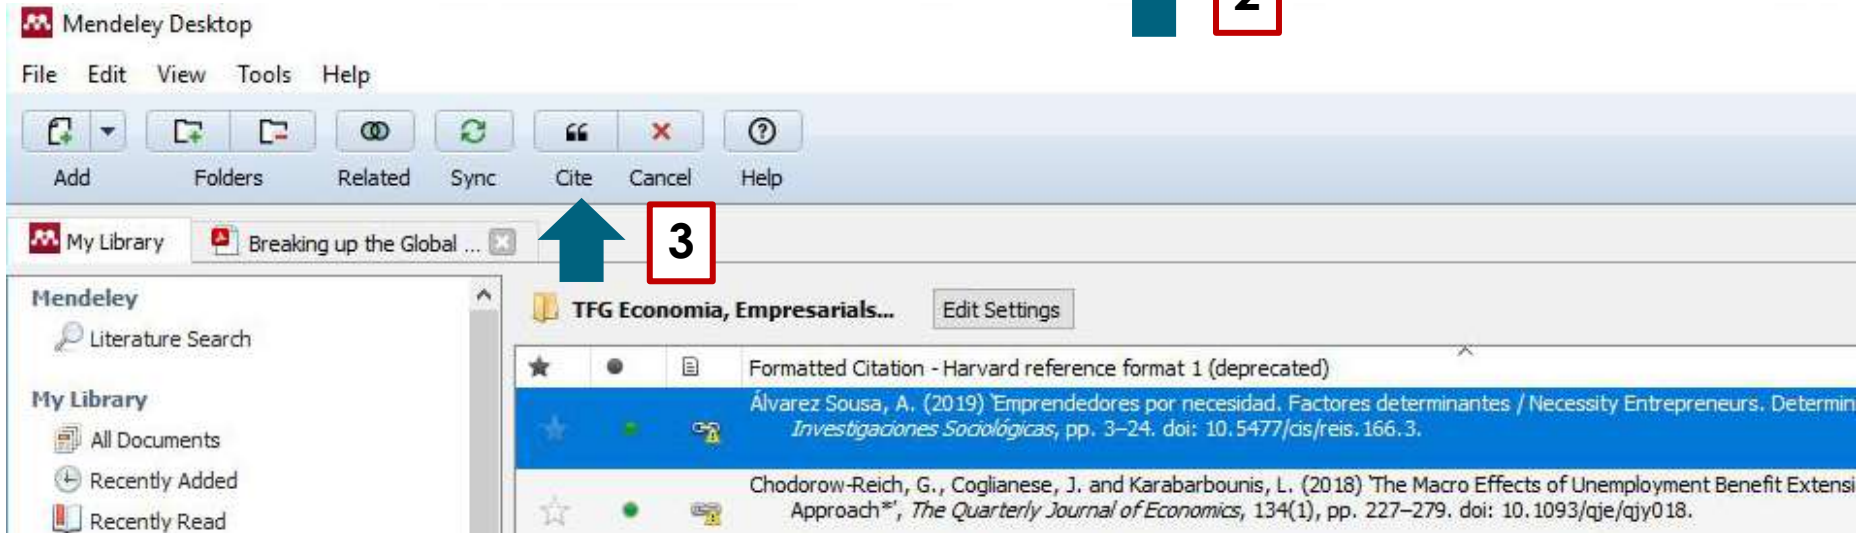 2
Mendeley Desktop
File Edit View Tools Help
Add Folders Related Sync Cite Cancel Help
3
My Library Breaking up the Global ...
Mendeley
Literature Search
My Library
All Documents
Recently Added
Recently Read
TFG Economia, Empresarials... Edit Settings
Formatted Citation - Harvard reference format 1 (deprecated)
Álvarez Sousa, A. (2019) 'Emprendedores por necesidad. Factores determinantes / Necessity Entrepreneurs. Determin
Investigaciones Sociológicas, pp. 3–24. doi: 10.5477/cis/reis.166.3.
Chodorow-Reich, G., Coglianese, J. and Karabarbounis, L. (2018) 'The Macro Effects of Unemployment Benefit Extensi
Approach*', The Quarterly Journal of Economics, 134(1), pp. 227–279. doi: 10.1093/qje/qjy018.